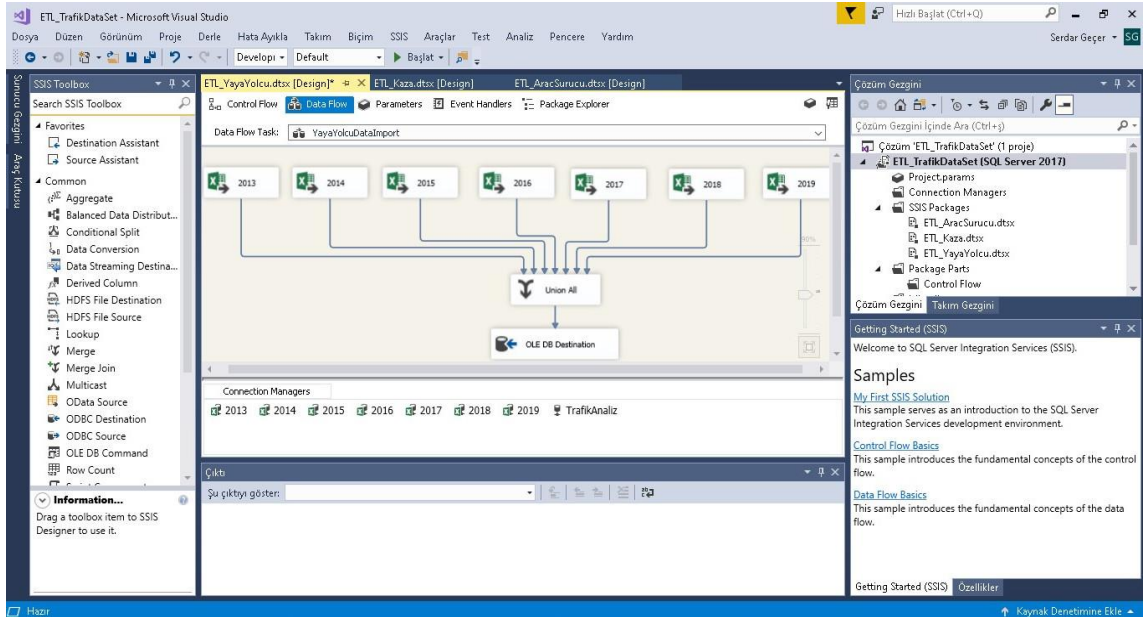 ETL_TrafikDataSet - Microsoft Visual Studio
Hızlı Başlat (Ctrl+Q)
Dosya Düzen Görünüm Proje Derle Hata Ayıkla Takım Biçim SSIS Araçlar Test Analiz Pencere Yardım
Serdar Geçer SG
Developi Default Başlat
Sunucu Gezgini
Araç Kutusu
SSIS Toolbox
Search SSIS Toolbox
Favorites
Destination Assistant
Source Assistant
Common
Aggregate
Balanced Data Distribut...
Conditional Split
Data Conversion
Data Streaming Destina...
Derived Column
HDFS File Destination
HDFS File Source
Lookup
Merge
Merge Join
Multicast
OData Source
ODBC Destination
ODBC Source
OLE DB Command
Row Count
Information...
Drag a toolbox item to SSIS
Designer to use it.
ETL_YayaYolcu.dtsx [Design]* ETL_Kaza.dtsx [Design] ETL_AracSurucu.dtsx [Design]
Control Flow Data Flow Parameters Event Handlers Package Explorer
Data Flow Task: YayaYolcuDataImport
2013 2014 2015 2016 2017 2018 2019
90%
Union All
OLE DB Destination
Connection Managers
2013 2014 2015 2016 2017 2018 2019 TrafikAnaliz
Çıktı
Şu çıktıyı göster:
Çözüm Gezgini
Çözüm Gezgini İçinde Ara (Ctrl+ş)
Çözüm 'ETL_TrafikDataSet' (1 proje)
ETL_TrafikDataSet (SQL Server 2017)
Project.params
Connection Managers
SSIS Packages
ETL_AracSurucu.dtsx
ETL_Kaza.dtsx
ETL_YayaYolcu.dtsx
Package Parts
Control Flow
Çözüm Gezgini Takım Gezgini
Getting Started (SSIS)
Welcome to SQL Server Integration Services (SSIS).
Samples
My First SSIS Solution
This sample serves as an introduction to the SQL Server
Integration Services development environment.
Control Flow Basics
This sample introduces the fundamental concepts of the control
flow.
Data Flow Basics
This sample introduces the fundamental concepts of the data
flow.
Getting Started (SSIS) Özellikler
Hazır
Kaynak Denetimine Ekle